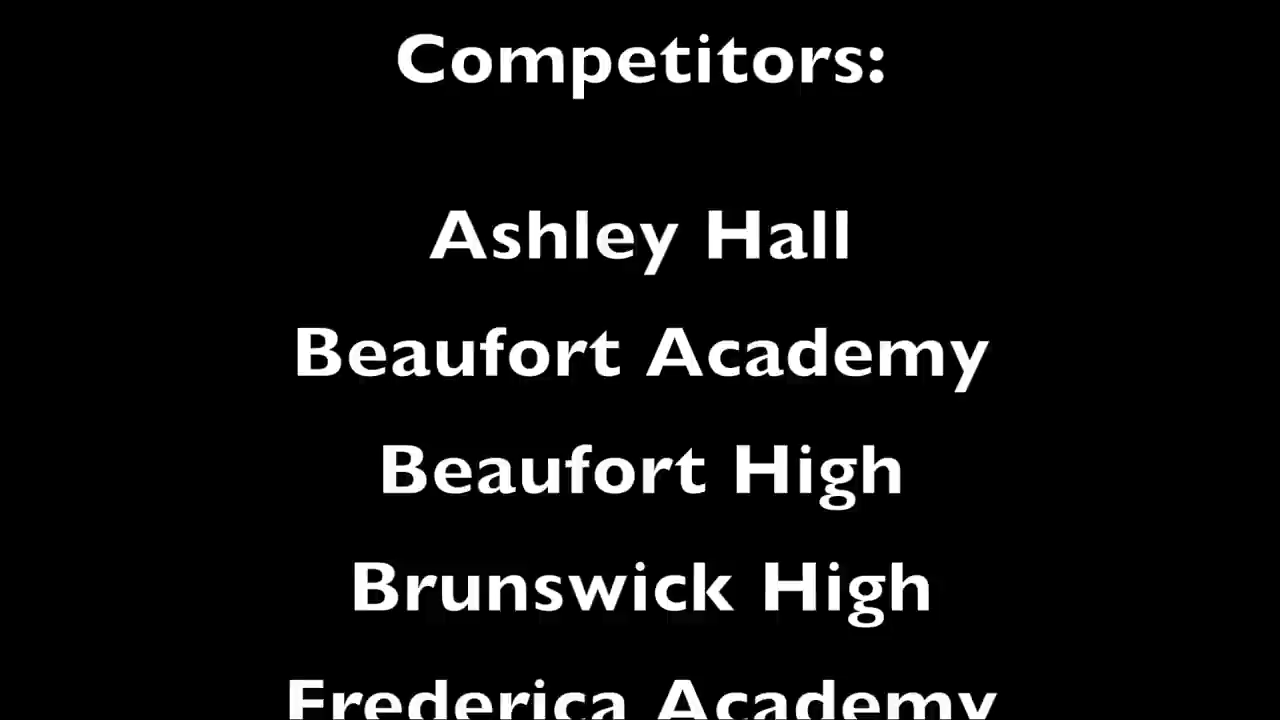 Competitors:
Ashley Hall
Beaufort Academy
Beaufort High
Brunswick High
Frederica Academy